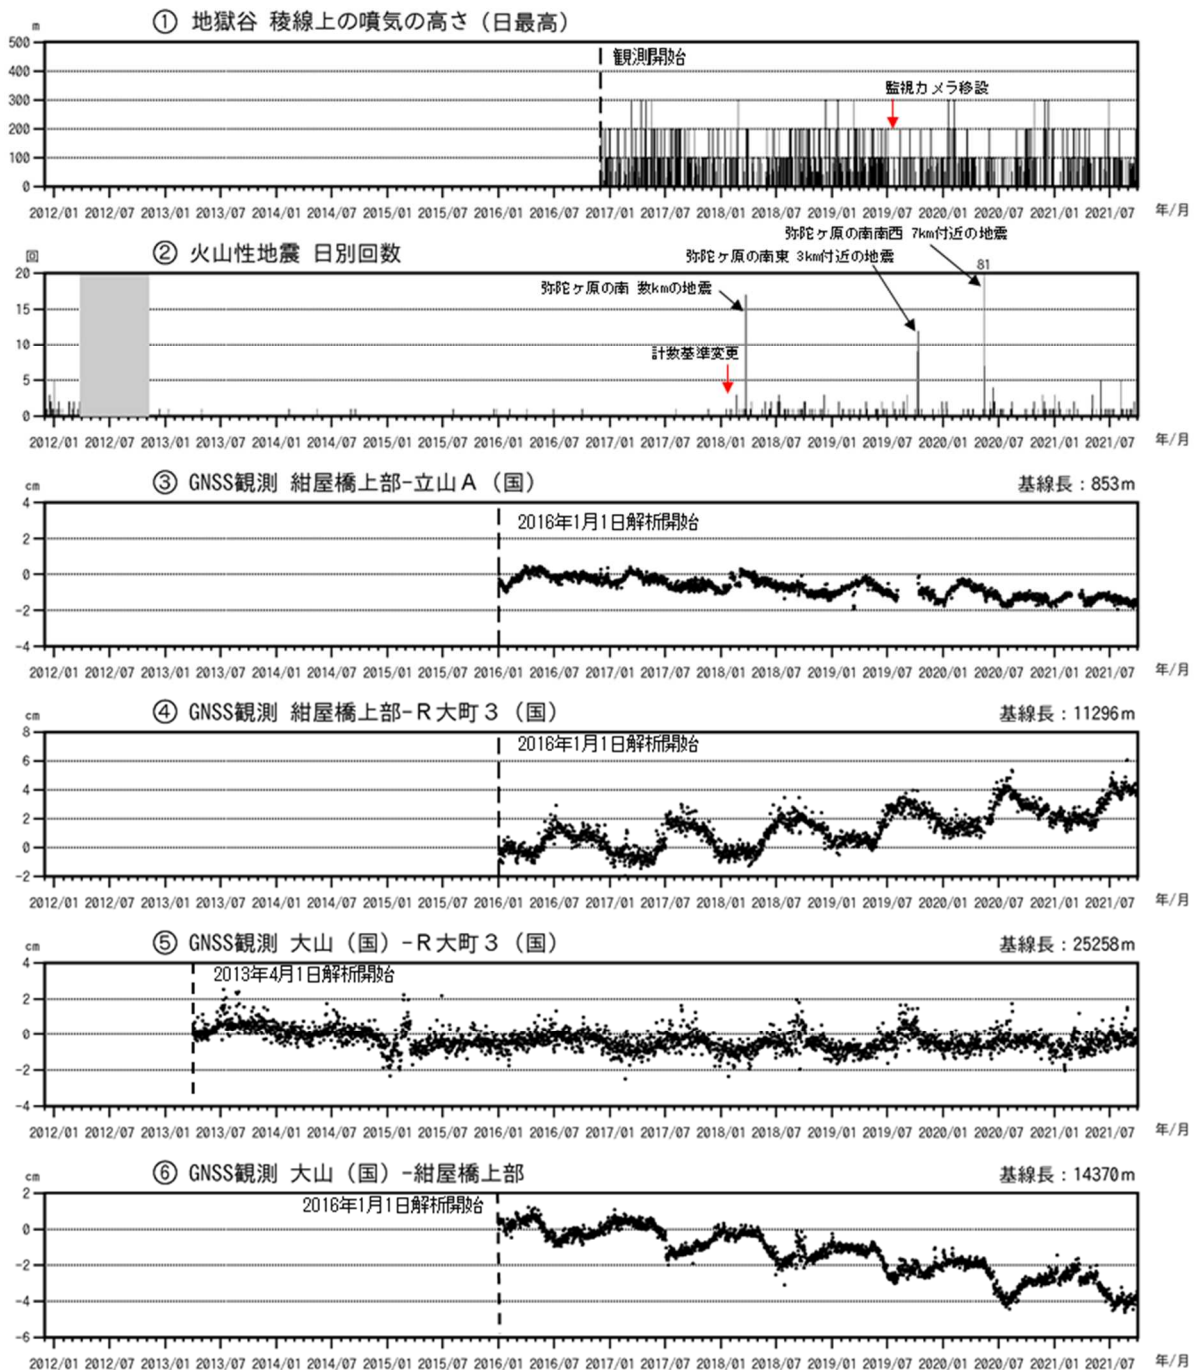 ① 地獄谷 稜線上の噴気の高さ（日最高）
m
500
400
300
200
100
0
観測開始
監視カメラ移設
2012/01 2012/07 2013/01 2013/07 2014/01 2014/07 2015/01 2015/07 2016/01 2016/07 2017/01 2017/07 2018/01 2018/07 2019/01 2019/07 2020/01 2020/07 2021/01 2021/07 年/月
② 火山性地震 日別回数
回
20
15
10
5
0
弥陀ヶ原の南南西 7km付近の地震
弥陀ヶ原の南東 3km付近の地震
81
弥陀ヶ原の南 数kmの地震
計数基準変更
2012/01 2012/07 2013/01 2013/07 2014/01 2014/07 2015/01 2015/07 2016/01 2016/07 2017/01 2017/07 2018/01 2018/07 2019/01 2019/07 2020/01 2020/07 2021/01 2021/07 年/月
③ GNSS観測 紺屋橋上部-立山Ａ（国） 基線長：853m
cm
4
2
0
-2
-4
2016年1月1日解析開始
2012/01 2012/07 2013/01 2013/07 2014/01 2014/07 2015/01 2015/07 2016/01 2016/07 2017/01 2017/07 2018/01 2018/07 2019/01 2019/07 2020/01 2020/07 2021/01 2021/07 年/月
④ GNSS観測 紺屋橋上部-Ｒ大町３（国） 基線長：11296m
cm
8
6
4
2
0
-2
2016年1月1日解析開始
2012/01 2012/07 2013/01 2013/07 2014/01 2014/07 2015/01 2015/07 2016/01 2016/07 2017/01 2017/07 2018/01 2018/07 2019/01 2019/07 2020/01 2020/07 2021/01 2021/07 年/月
⑤ GNSS観測 大山（国）-Ｒ大町３（国） 基線長：25258m
cm
4
2
0
-2
-4
2013年4月1日解析開始
2012/01 2012/07 2013/01 2013/07 2014/01 2014/07 2015/01 2015/07 2016/01 2016/07 2017/01 2017/07 2018/01 2018/07 2019/01 2019/07 2020/01 2020/07 2021/01 2021/07 年/月
⑥ GNSS観測 大山（国）-紺屋橋上部 基線長：14370m
cm
2
0
-2
-4
-6
2016年1月1日解析開始
2012/01 2012/07 2013/01 2013/07 2014/01 2014/07 2015/01 2015/07 2016/01 2016/07 2017/01 2017/07 2018/01 2018/07 2019/01 2019/07 2020/01 2020/07 2021/01 2021/07 年/月